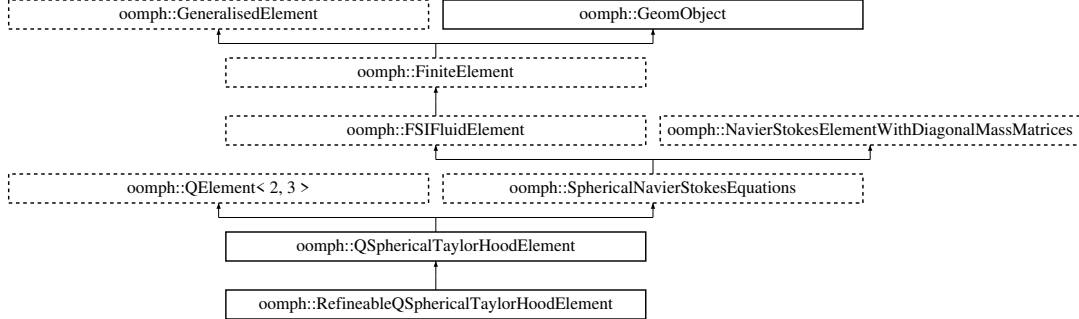 oomph::GeneralisedElement
oomph::GeomObject
oomph::FiniteElement
oomph::FSIFluidElement
oomph::NavierStokesElementWithDiagonalMassMatrices
oomph::QElement< 2, 3 >
oomph::SphericalNavierStokesEquations
oomph::QSphericalTaylorHoodElement
oomph::RefineableQSphericalTaylorHoodElement